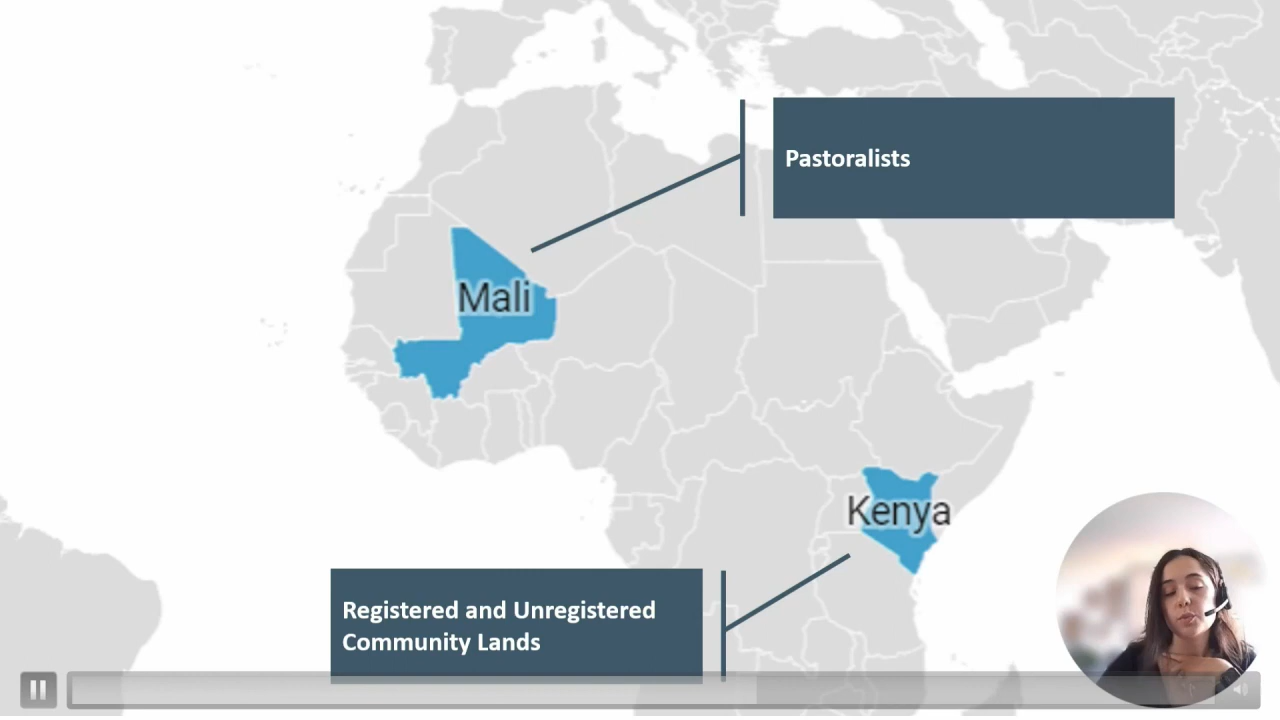 Pastoralists
Mali
Kenya
Registered and Unregistered
Community Lands